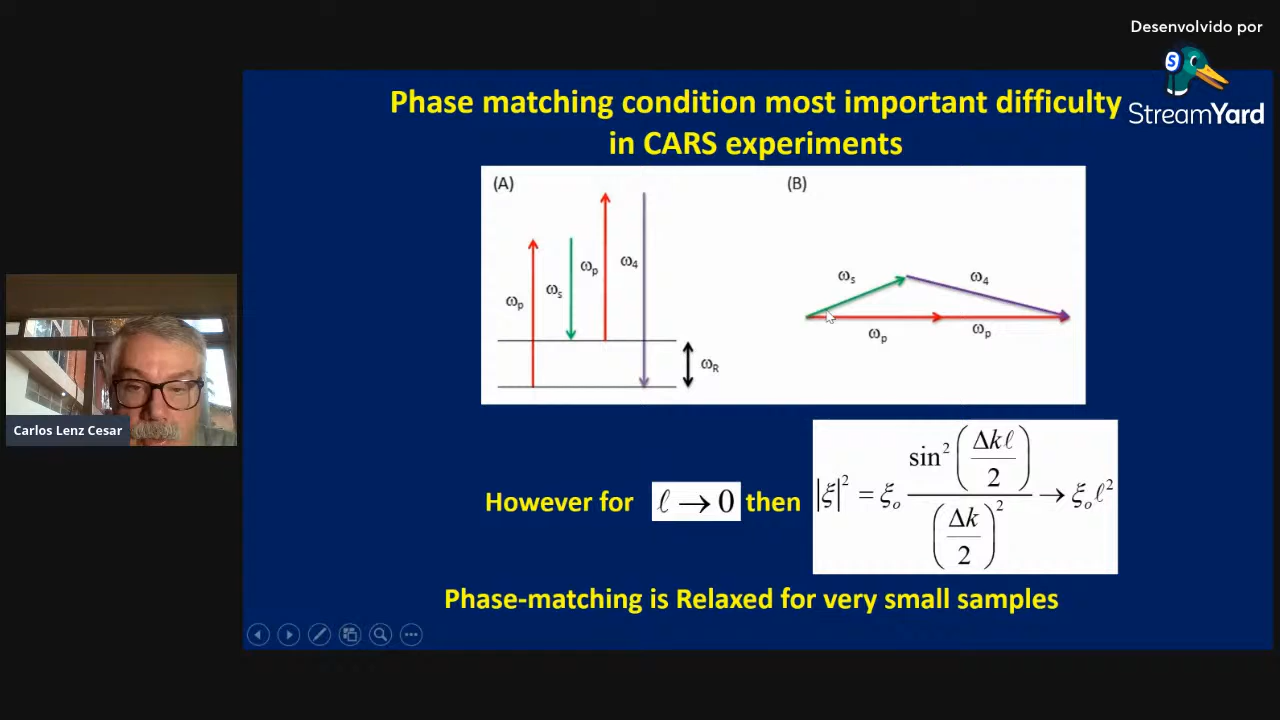 Desenvolvido por
S
StreamYard
Phase matching condition most important difficulty
in CARS experiments
(A)
ωp
ωs
ωp
ω4
ωR
(B)
ωs
ω4
ωp
ωp
Carlos Lenz Cesar
However for ℓ → 0 then |ξ|² = ξₒ sin²(Δkℓ/2) / (Δk/2)² → ξₒℓ²
Phase-matching is Relaxed for very small samples